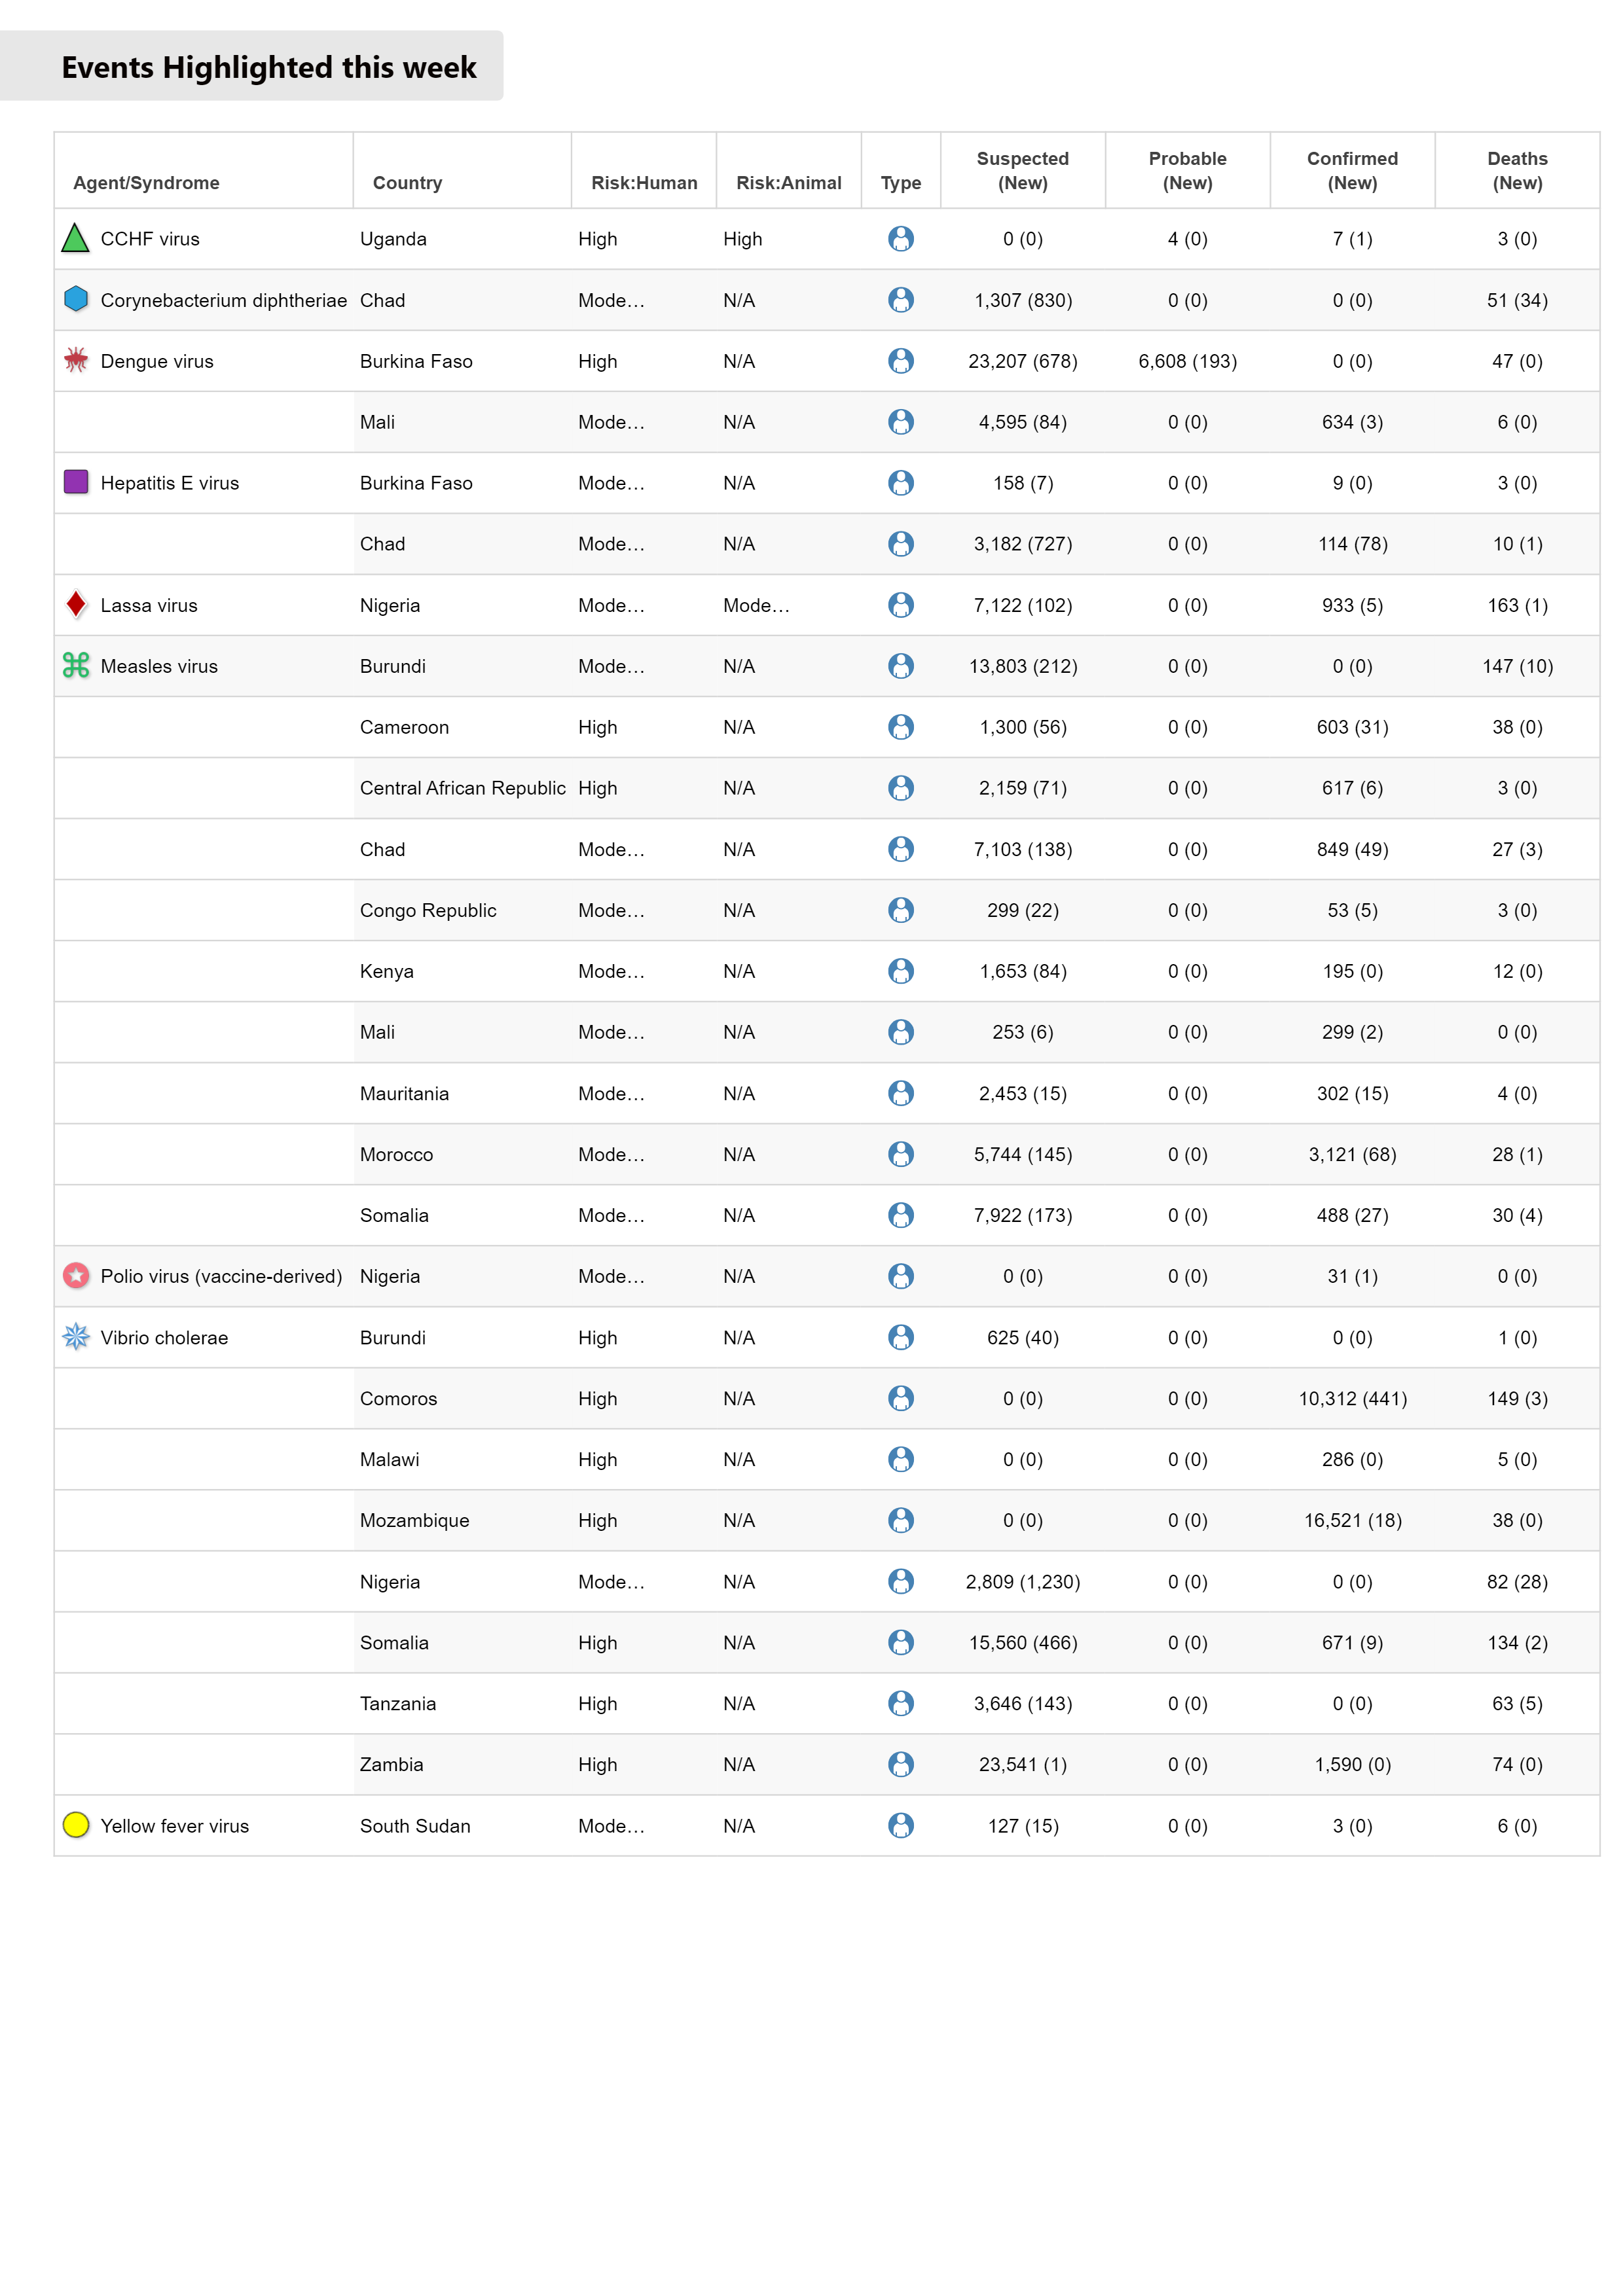 Events Highlighted this week
Agent/Syndrome Country Risk:Human Risk:Animal Type Suspected (New) Probable (New) Confirmed (New) Deaths (New)
CCHF virus Uganda High High 0 (0) 4 (0) 7 (1) 3 (0)
Corynebacterium diphtheriae Chad Mode… N/A 1,307 (830) 0 (0) 0 (0) 51 (34)
Dengue virus Burkina Faso High N/A 23,207 (678) 6,608 (193) 0 (0) 47 (0)
Mali Mode… N/A 4,595 (84) 0 (0) 634 (3) 6 (0)
Hepatitis E virus Burkina Faso Mode… N/A 158 (7) 0 (0) 9 (0) 3 (0)
Chad Mode… N/A 3,182 (727) 0 (0) 114 (78) 10 (1)
Lassa virus Nigeria Mode… Mode… 7,122 (102) 0 (0) 933 (5) 163 (1)
Measles virus Burundi Mode… N/A 13,803 (212) 0 (0) 0 (0) 147 (10)
Cameroon High N/A 1,300 (56) 0 (0) 603 (31) 38 (0)
Central African Republic High N/A 2,159 (71) 0 (0) 617 (6) 3 (0)
Chad Mode… N/A 7,103 (138) 0 (0) 849 (49) 27 (3)
Congo Republic Mode… N/A 299 (22) 0 (0) 53 (5) 3 (0)
Kenya Mode… N/A 1,653 (84) 0 (0) 195 (0) 12 (0)
Mali Mode… N/A 253 (6) 0 (0) 299 (2) 0 (0)
Mauritania Mode… N/A 2,453 (15) 0 (0) 302 (15) 4 (0)
Morocco Mode… N/A 5,744 (145) 0 (0) 3,121 (68) 28 (1)
Somalia Mode… N/A 7,922 (173) 0 (0) 488 (27) 30 (4)
Polio virus (vaccine-derived) Nigeria Mode… N/A 0 (0) 0 (0) 31 (1) 0 (0)
Vibrio cholerae Burundi High N/A 625 (40) 0 (0) 0 (0) 1 (0)
Comoros High N/A 0 (0) 0 (0) 10,312 (441) 149 (3)
Malawi High N/A 0 (0) 0 (0) 286 (0) 5 (0)
Mozambique High N/A 0 (0) 0 (0) 16,521 (18) 38 (0)
Nigeria Mode… N/A 2,809 (1,230) 0 (0) 0 (0) 82 (28)
Somalia High N/A 15,560 (466) 0 (0) 671 (9) 134 (2)
Tanzania High N/A 3,646 (143) 0 (0) 0 (0) 63 (5)
Zambia High N/A 23,541 (1) 0 (0) 1,590 (0) 74 (0)
Yellow fever virus South Sudan Mode… N/A 127 (15) 0 (0) 3 (0) 6 (0)